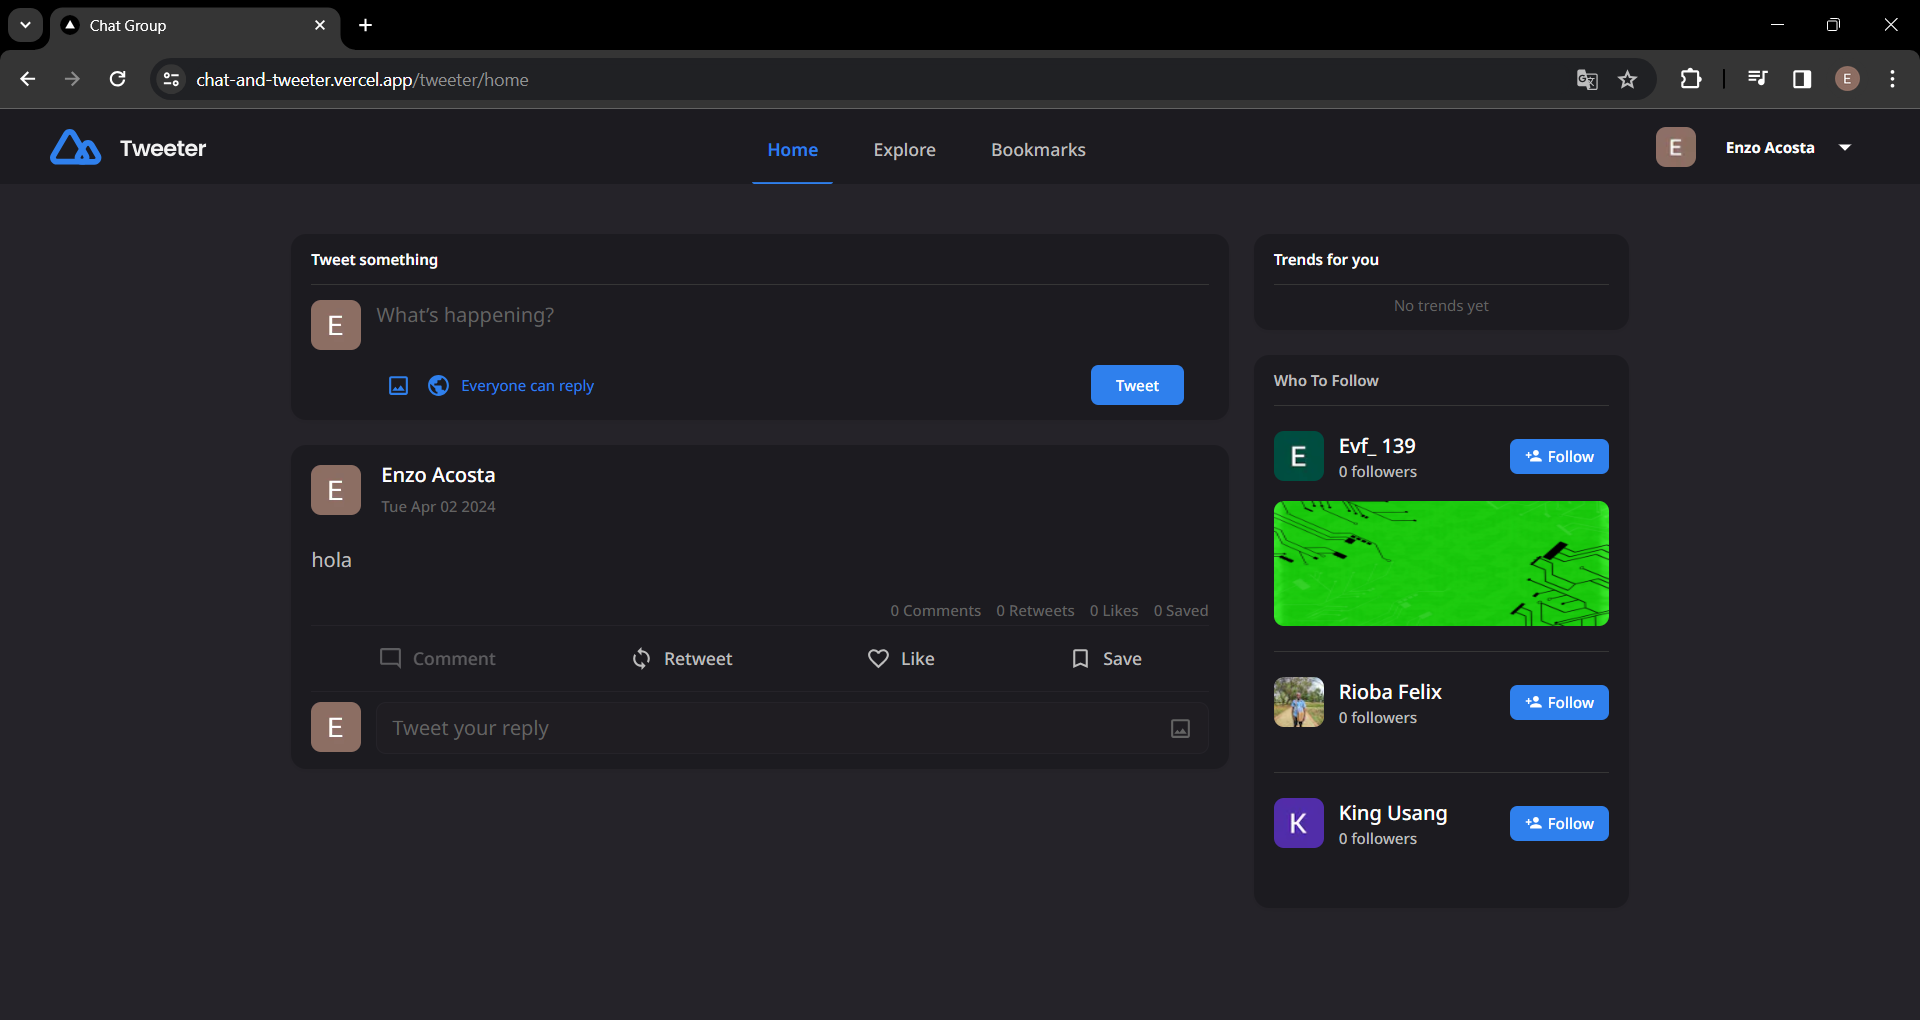 Chat Group
chat-and-tweeter.vercel.app/tweeter/home
E
Tweeter
Home
Explore
Bookmarks
E
Enzo Acosta
Tweet something
E
What's happening?
Everyone can reply
Tweet
E
Enzo Acosta
Tue Apr 02 2024
hola
0 Comments 0 Retweets 0 Likes 0 Saved
Comment
Retweet
Like
Save
E
Tweet your reply
Trends for you
No trends yet
Who To Follow
E
Evf_ 139
0 followers
Follow
Rioba Felix
0 followers
Follow
K
King Usang
0 followers
Follow